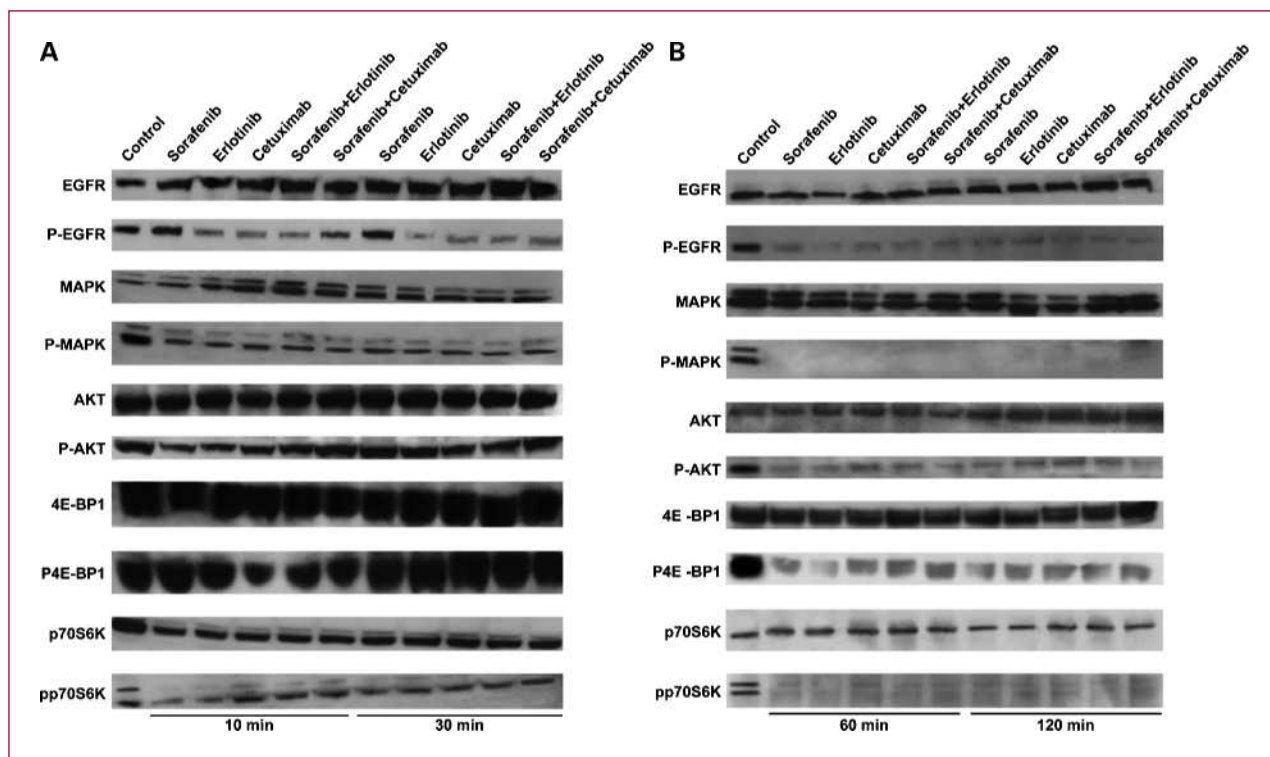 A
Control
Sorafenib
Erlotinib
Cetuximab
Sorafenib+Erlotinib
Sorafenib+Cetuximab
Sorafenib
Erlotinib
Cetuximab
Sorafenib+Erlotinib
Sorafenib+Cetuximab
EGFR
P-EGFR
MAPK
P-MAPK
AKT
P-AKT
4E-BP1
P4E-BP1
p70S6K
pp70S6K
10 min
30 min
B
Control
Sorafenib
Erlotinib
Cetuximab
Sorafenib+Erlotinib
Sorafenib+Cetuximab
Sorafenib
Erlotinib
Cetuximab
Sorafenib+Erlotinib
Sorafenib+Cetuximab
EGFR
P-EGFR
MAPK
P-MAPK
AKT
P-AKT
4E -BP1
P4E -BP1
p70S6K
pp70S6K
60 min
120 min